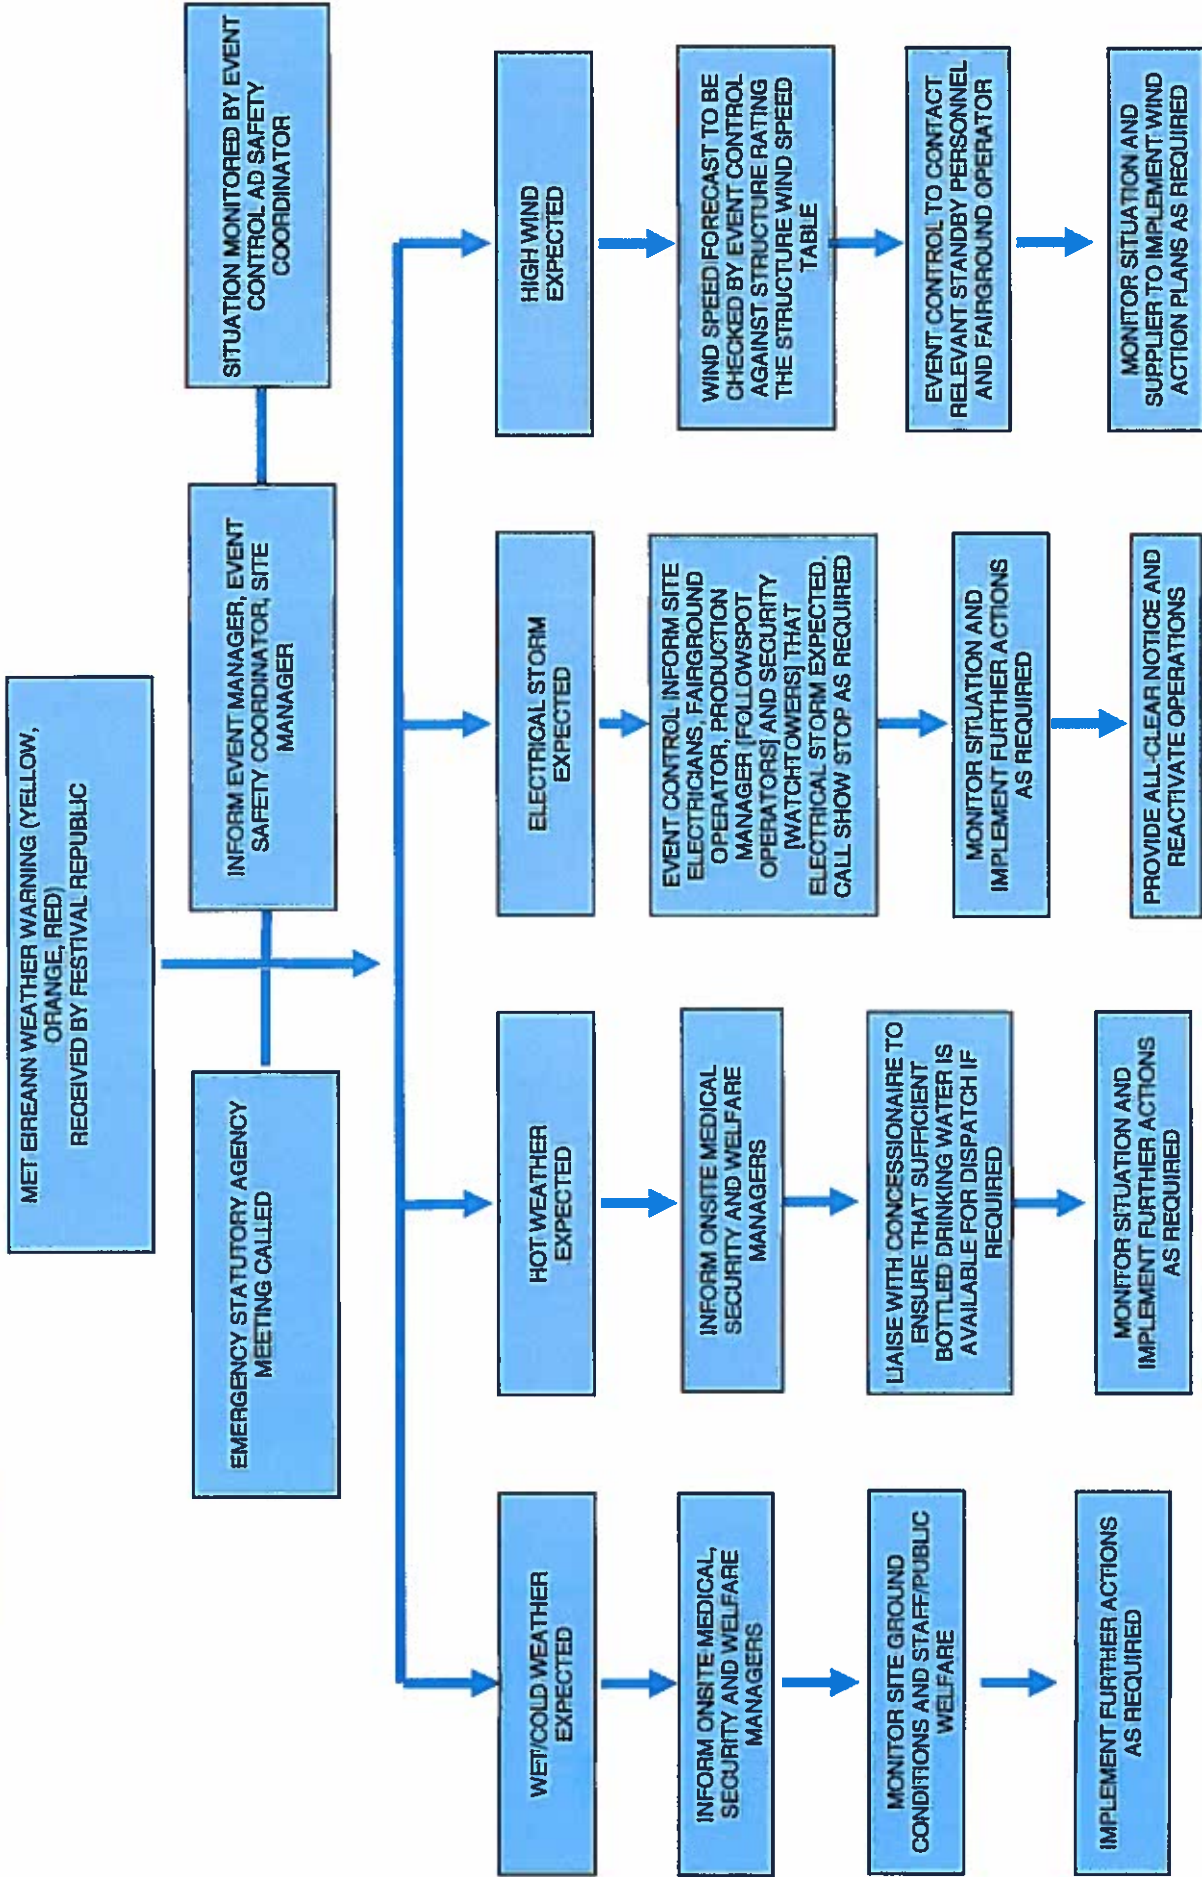 MET EIREANN WEATHER WARNING (YELLOW,
ORANGE, RED)
RECEIVED BY FESTIVAL REPUBLIC
EMERGENCY STATUTORY AGENCY
MEETING CALLED
INFORM EVENT MANAGER, EVENT
SAFETY COORDINATOR, SITE
MANAGER
SITUATION MONITORED BY EVENT
CONTROL AD SAFETY
COORDINATOR
WET/COLD WEATHER
EXPECTED
INFORM ONSITE MEDICAL,
SECURITY AND WELFARE
MANAGERS
MONITOR SITE GROUND
CONDITIONS AND STAFF/PUBLIC
WELFARE
IMPLEMENT FURTHER ACTIONS
AS REQUIRED
HOT WEATHER
EXPECTED
INFORM ONSITE MEDICAL
SECURITY AND WELFARE
MANAGERS
LIAISE WITH CONCESSIONAIRE TO
ENSURE THAT SUFFICIENT
BOTTLED DRINKING WATER IS
AVAILABLE FOR DISPATCH IF
REQUIRED
MONITOR SITUATION AND
IMPLEMENT FURTHER ACTIONS
AS REQUIRED
ELECTRICAL STORM
EXPECTED
EVENT CONTROL INFORM SITE
ELECTRICIANS, FAIRGROUND
OPERATOR, PRODUCTION
MANAGER [FOLLOWSPOT
OPERATORS] AND SECURITY
[WATCHTOWERS] THAT
ELECTRICAL STORM EXPECTED.
CALL SHOW STOP AS REQUIRED
MONITOR SITUATION AND
IMPLEMENT FURTHER ACTIONS
AS REQUIRED
PROVIDE ALL-CLEAR NOTICE AND
REACTIVATE OPERATIONS
HIGH WIND
EXPECTED
WIND SPEED FORECAST TO BE
CHECKED BY EVENT CONTROL
AGAINST STRUCTURE RATING
THE STRUCTURE WIND SPEED
TABLE
EVENT CONTROL TO CONTACT
RELEVANT STANDBY PERSONNEL
AND FAIRGROUND OPERATOR
MONITOR SITUATION AND
SUPPLIER TO IMPLEMENT WIND
ACTION PLANS AS REQUIRED